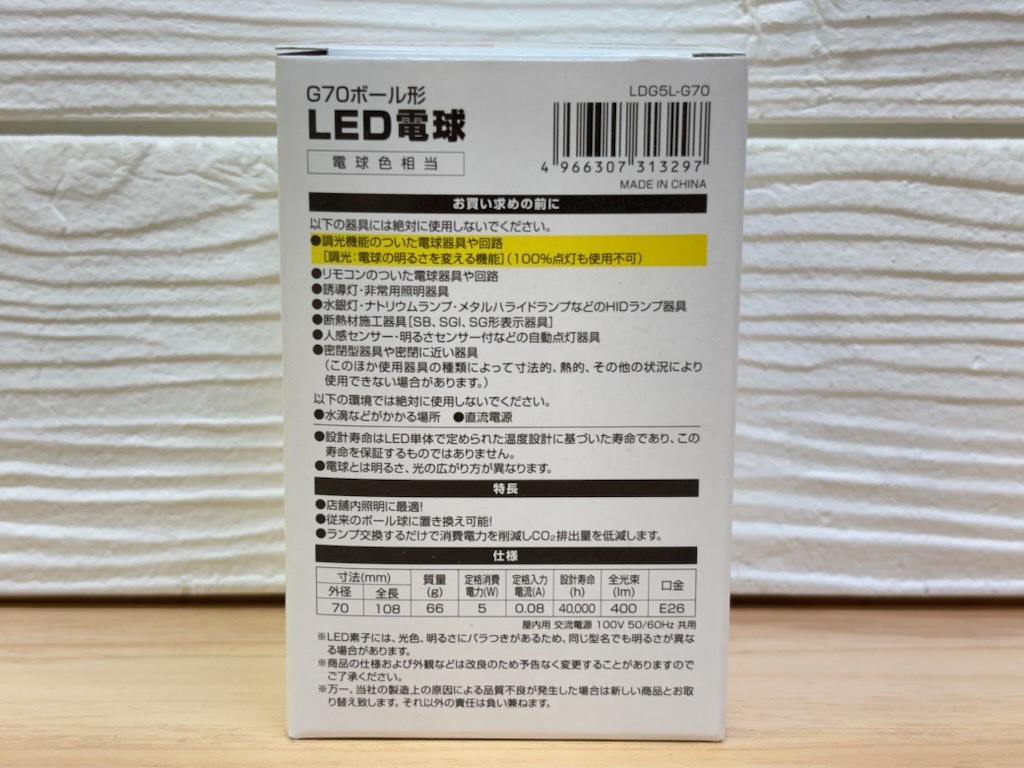 G70ボール形
LED電球
電球色相当
LDG5L-G70
4 966307 313297
MADE IN CHINA
お買い求めの前に
以下の器具には絶対に使用しないでください。
●調光機能のついた電球器具や回路
[調光:電球の明るさを変える機能](100%点灯も使用不可)
●リモコンのついた電球器具や回路
●誘導灯・非常用照明器具
●水銀灯・ナトリウムランプ・メタルハライドランプなどのHIDランプ器具
●断熱材施工器具[SB、SGI、SG形表示器具]
●人感センサー・明るさセンサー付などの自動点灯器具
●密閉型器具や密閉に近い器具
(このほか使用器具の種類によって寸法的、熱的、その他の状況により
使用できない場合があります。)
以下の環境では絶対に使用しないでください。
●水滴などがかかる場所 ●直流電源
●設計寿命はLED単体で定められた温度設計に基づいた寿命であり、この
寿命を保証するものではありません。
●電球とは明るさ、光の広がり方が異なります。
特長
●店舗内照明に最適!
●従来のボール球に置き換え可能!
●ランプ交換するだけで消費電力を削減しCO₂排出量を低減します。
仕様
寸法(mm) 質量(g) 定格消費電力(W) 定格入力電流(A) 設計寿命(h) 全光束(lm) 口金
外径 全長
70 108 66 5 0.08 40,000 400 E26
屋内用 交流電源 100V 50/60Hz 共用
※LED素子には、光色、明るさにバラつきがあるため、同じ型名でも明るさが異な
る場合があります。
※商品の仕様および外観などは改良のため予告なく変更することがありますので
ご了承ください。
※万一、当社の製造上の原因による品質不良が発生した場合は新しい商品とお取
り替え致します。それ以外の責任は負い兼ねます。